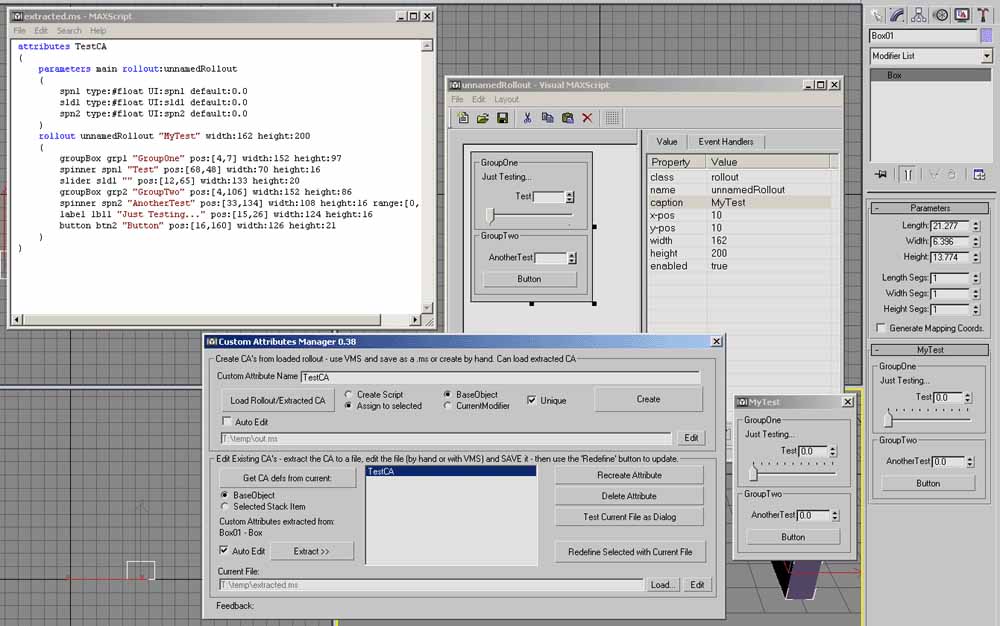 extracted.ms - MAXScript
File Edit Search Help
attributes TestCA
(
parameters main rollout:unnamedRollout
(
spn1 type:#float UI:spn1 default:0.0
sld1 type:#float UI:sld1 default:0.0
spn2 type:#float UI:spn2 default:0.0
)
rollout unnamedRollout "MyTest" width:162 height:200
(
groupBox grp1 "GroupOne" pos:[4,7] width:152 height:97
spinner spn1 "Test" pos:[68,48] width:70 height:16
slider sld1 "" pos:[12,65] width:133 height:20
groupBox grp2 "GroupTwo" pos:[4,106] width:152 height:86
spinner spn2 "AnotherTest" pos:[33,134] width:108 height:16 range:[0,
label lbl1 "Just Testing..." pos:[15,26] width:124 height:16
button btn2 "Button" pos:[16,160] width:126 height:21
)
)
unnamedRollout - Visual MAXScript
File Edit Layout
GroupOne
Just Testing...
Test
GroupTwo
AnotherTest
Button
Value Event Handlers
Property Value
class rollout
name unnamedRollout
caption MyTest
x-pos 10
y-pos 10
width 162
height 200
enabled true
Custom Attributes Manager 0.38
Create CA's from loaded rollout - use VMS and save as a .ms or create by hand. Can load extracted CA
Custom Attribute Name TestCA
Load Rollout/Extracted CA
Create Script
Assign to selected
BaseObject
CurrentModifier
Unique
Create
Auto Edit
T:\temp\out.ms
Edit
Edit Existing CA's - extract the CA to a file, edit the file (by hand or with VMS) and SAVE it - then use the 'Redefine' button to update.
Get CA defs from current:
BaseObject
Selected Stack Item
Custom Attributes extracted from:
Box01 - Box
Auto Edit
Extract >>
TestCA
Recreate Attribute
Delete Attribute
Test Current File as Dialog
Redefine Selected with Current File
Current File:
T:\temp\extracted.ms
Load...
Edit
Feedback:
MyTest
GroupOne
Just Testing...
Test 0.0
GroupTwo
AnotherTest 0.0
Button
Box01
Modifier List
Box
Parameters
Length: 21.277
Width: 6.396
Height: 13.774
Length Segs: 1
Width Segs: 1
Height Segs: 1
Generate Mapping Coords.
MyTest
GroupOne
Just Testing...
Test 0.0
GroupTwo
AnotherTest 0.0
Button